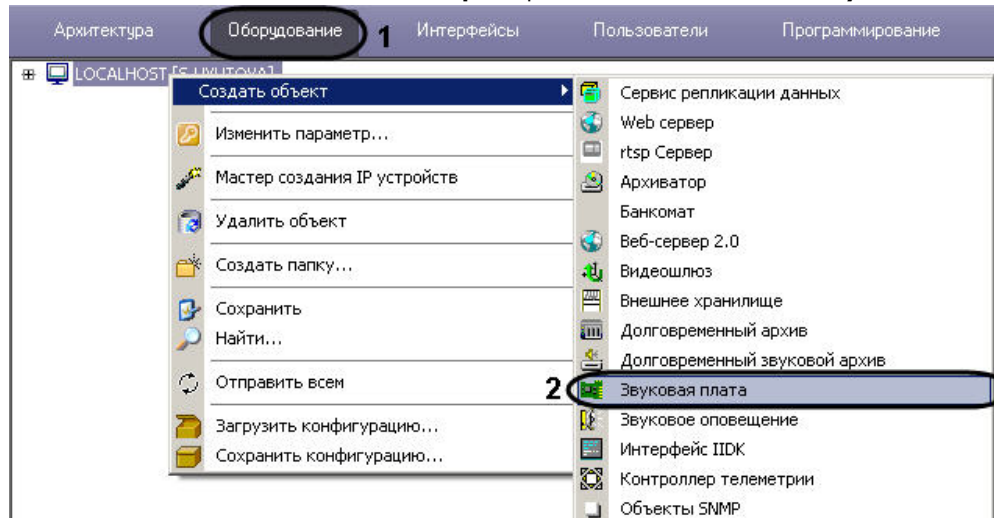 Архитектура Оборудование 1 Интерфейсы Пользователи Программирование
LOCALHOST
Создать объект
Изменить параметр...
Мастер создания IP устройств
Удалить объект
Создать папку...
Сохранить
Найти...
Отправить всем
Загрузить конфигурацию...
Сохранить конфигурацию...
Сервис репликации данных
Web сервер
rtsp Сервер
Архиватор
Банкомат
Веб-сервер 2.0
Видеошлюз
Внешнее хранилище
Долговременный архив
Долговременный звуковой архив
2 Звуковая плата
Звуковое оповещение
Интерфейс IIDK
Контроллер телеметрии
Объекты SNMP